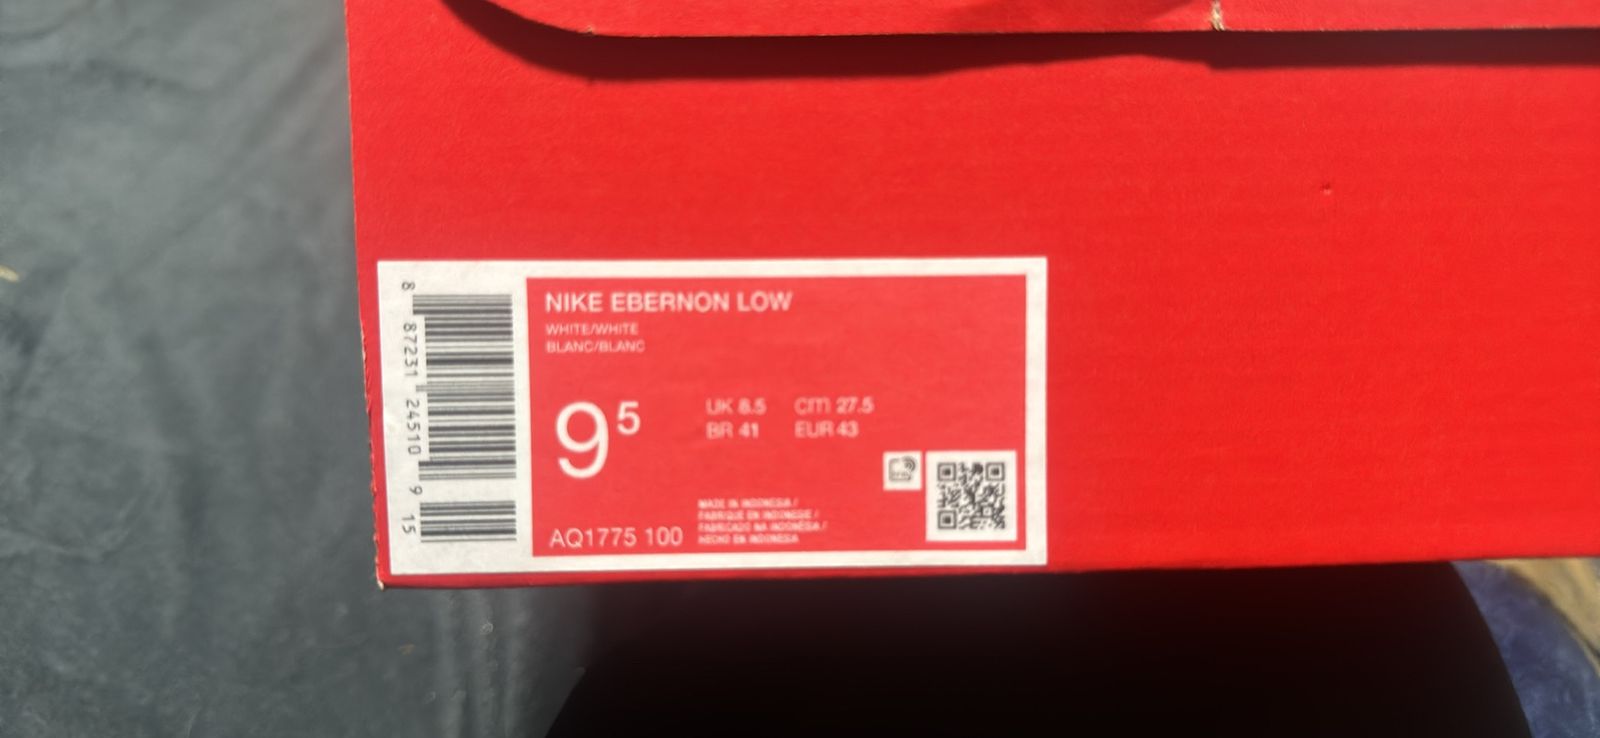 NIKE EBERNON LOW
WHITE/WHITE
BLANC/BLANC
9 5
UK 8.5 cm 27.5
BR 41 EUR 43
AQ1775 100
MADE IN INDONESIA /
FABRIQUE EN INDONESIE /
FABRICADO NA INDONÉSIA /
HECHO EN INDONESIA
8 87231 24510 9 15